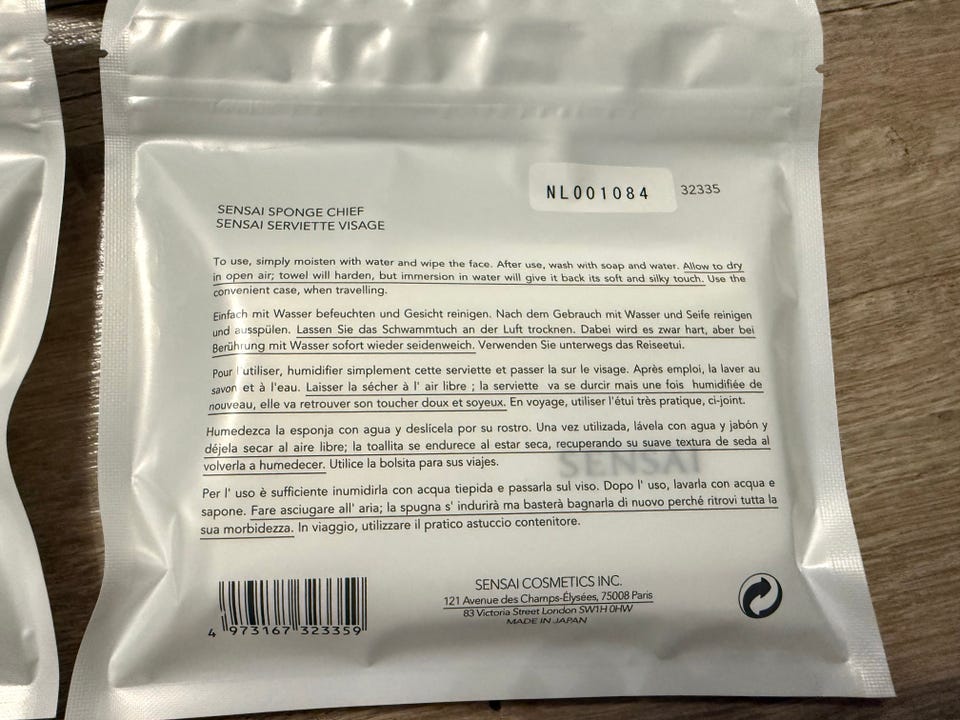 NL001084 32335
SENSAI SPONGE CHIEF
SENSAI SERVIETTE VISAGE
To use, simply moisten with water and wipe the face. After use, wash with soap and water. Allow to dry
in open air; towel will harden, but immersion in water will give it back its soft and silky touch. Use the
convenient case, when travelling.
Einfach mit Wasser befeuchten und Gesicht reinigen. Nach dem Gebrauch mit Wasser und Seife reinigen
und ausspülen. Lassen Sie das Schwammtuch an der Luft trocknen. Dabei wird es zwar hart, aber bei
Berührung mit Wasser sofort wieder seidenweich. Verwenden Sie unterwegs das Reiseetui.
Pour l'utiliser, humidifier simplement cette serviette et passer la sur le visage. Après emploi, la laver au
savon et à l'eau. Laisser la sécher à l' air libre ; la serviette va se durcir mais une fois humidifiée de
nouveau, elle va retrouver son toucher doux et soyeux. En voyage, utiliser l'étui très pratique, ci-joint.
Humedezca la esponja con agua y deslícela por su rostro. Una vez utilizada, lávela con agua y jabón y
déjela secar al aire libre; la toallita se endurece al estar seca, recuperando su suave textura de seda al
volverla a humedecer. Utilice la bolsita para sus viajes.
SENSAI
Per l' uso è sufficiente inumidirla con acqua tiepida e passarla sul viso. Dopo l' uso, lavarla con acqua e
sapone. Fare asciugare all' aria; la spugna s' indurirà ma basterà bagnarla di nuovo perché ritrovi tutta la
sua morbidezza. In viaggio, utilizzare il pratico astuccio contenitore.
SENSAI COSMETICS INC.
121 Avenue des Champs-Élysées, 75008 Paris
83 Victoria Street London SW1H 0HW
MADE IN JAPAN
4 973167 323359